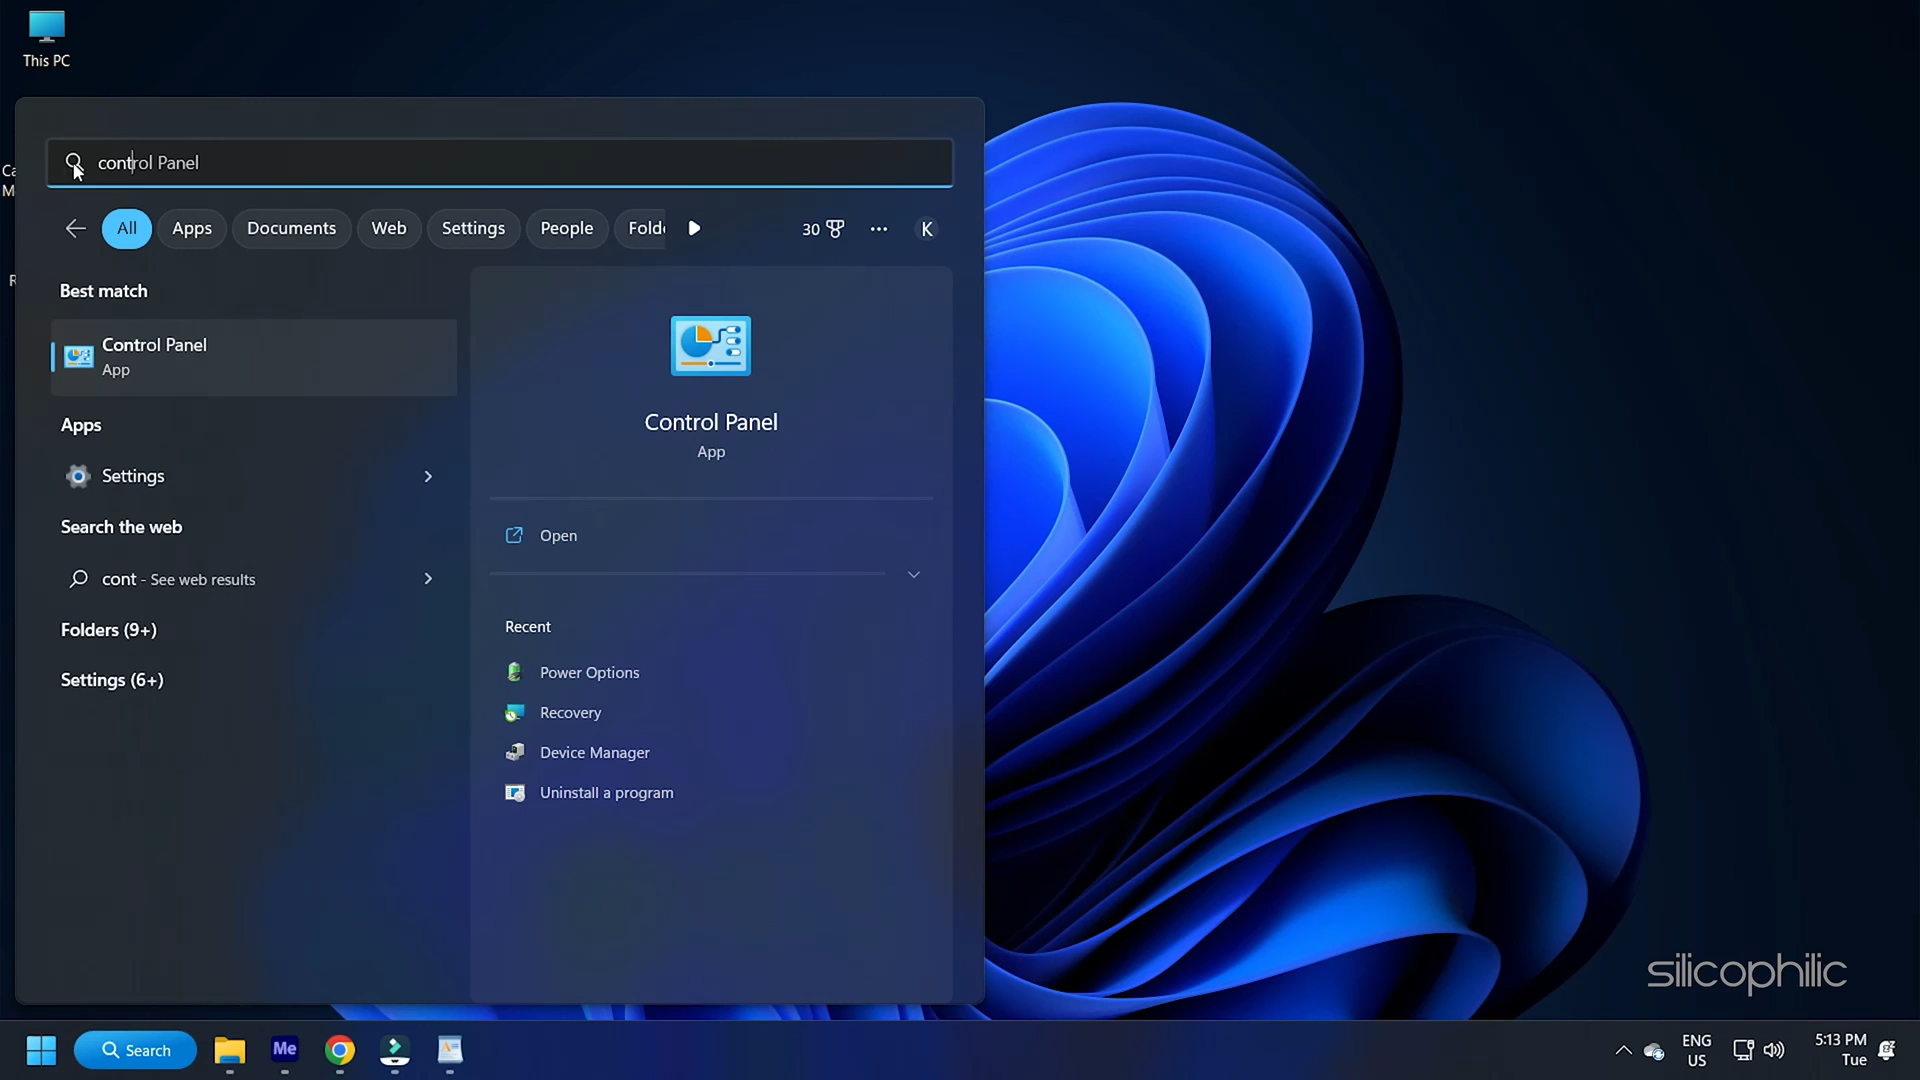 This PC
Ca
M
R
control Panel
All
Apps
Documents
Web
Settings
People
Folde
30
K
Best match
Control Panel
App
Apps
Settings
Search the web
cont - See web results
Folders (9+)
Settings (6+)
Control Panel
App
Open
Recent
Power Options
Recovery
Device Manager
Uninstall a program
silicophilic
Search
Me
ENG
US
5:13 PM
Tue